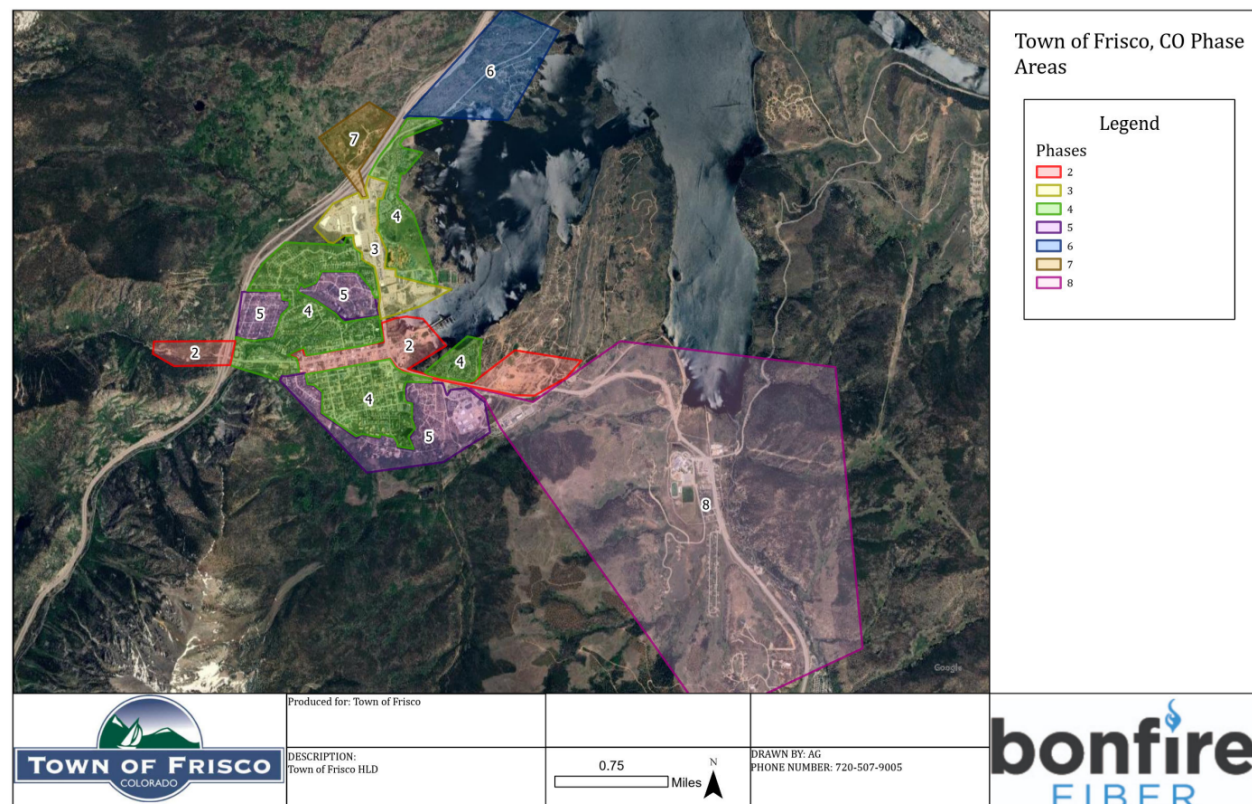 Town of Frisco, CO Phase
Areas
Legend
Phases
2
3
4
5
6
7
8
6
7
4
3
5
5
4
2
2
4
4
5
8
Google
TOWN OF FRISCO
COLORADO
Produced for: Town of Frisco
DESCRIPTION:
Town of Frisco HLD
0.75
Miles
N
DRAWN BY: AG
PHONE NUMBER: 720-507-9005
bonfire
FIBER